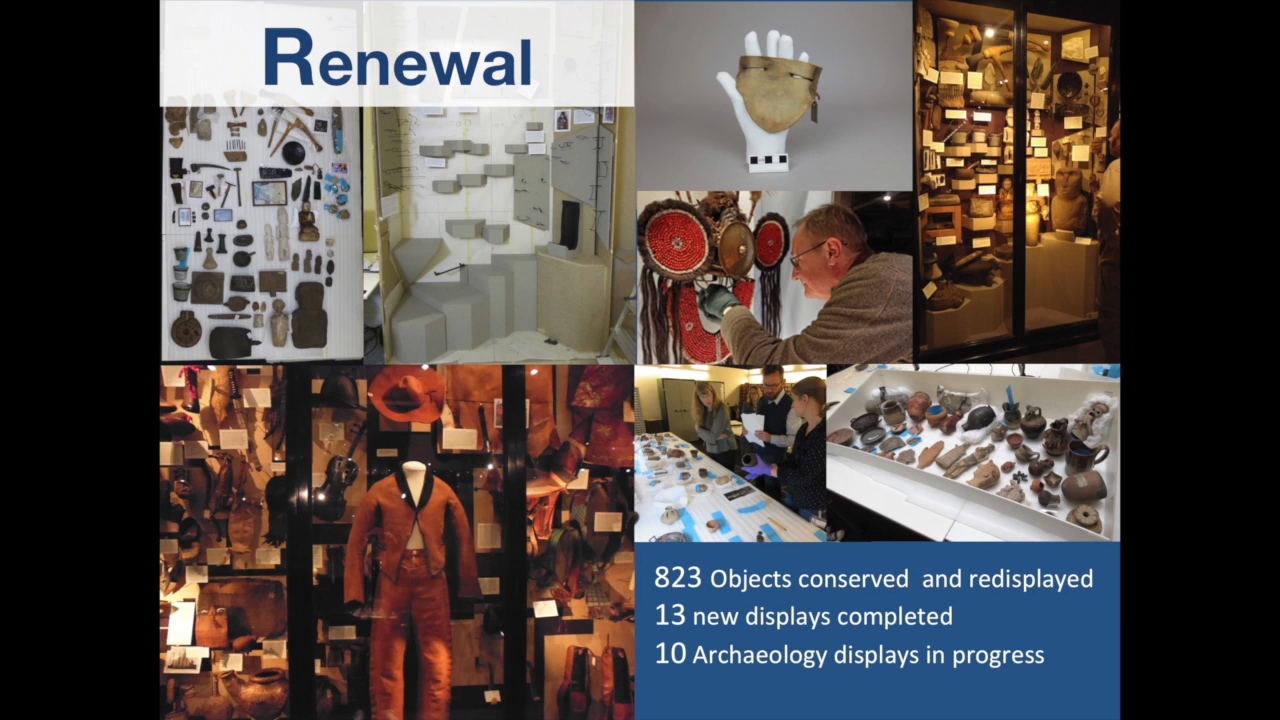 Renewal
823 Objects conserved and redisplayed
13 new displays completed
10 Archaeology displays in progress